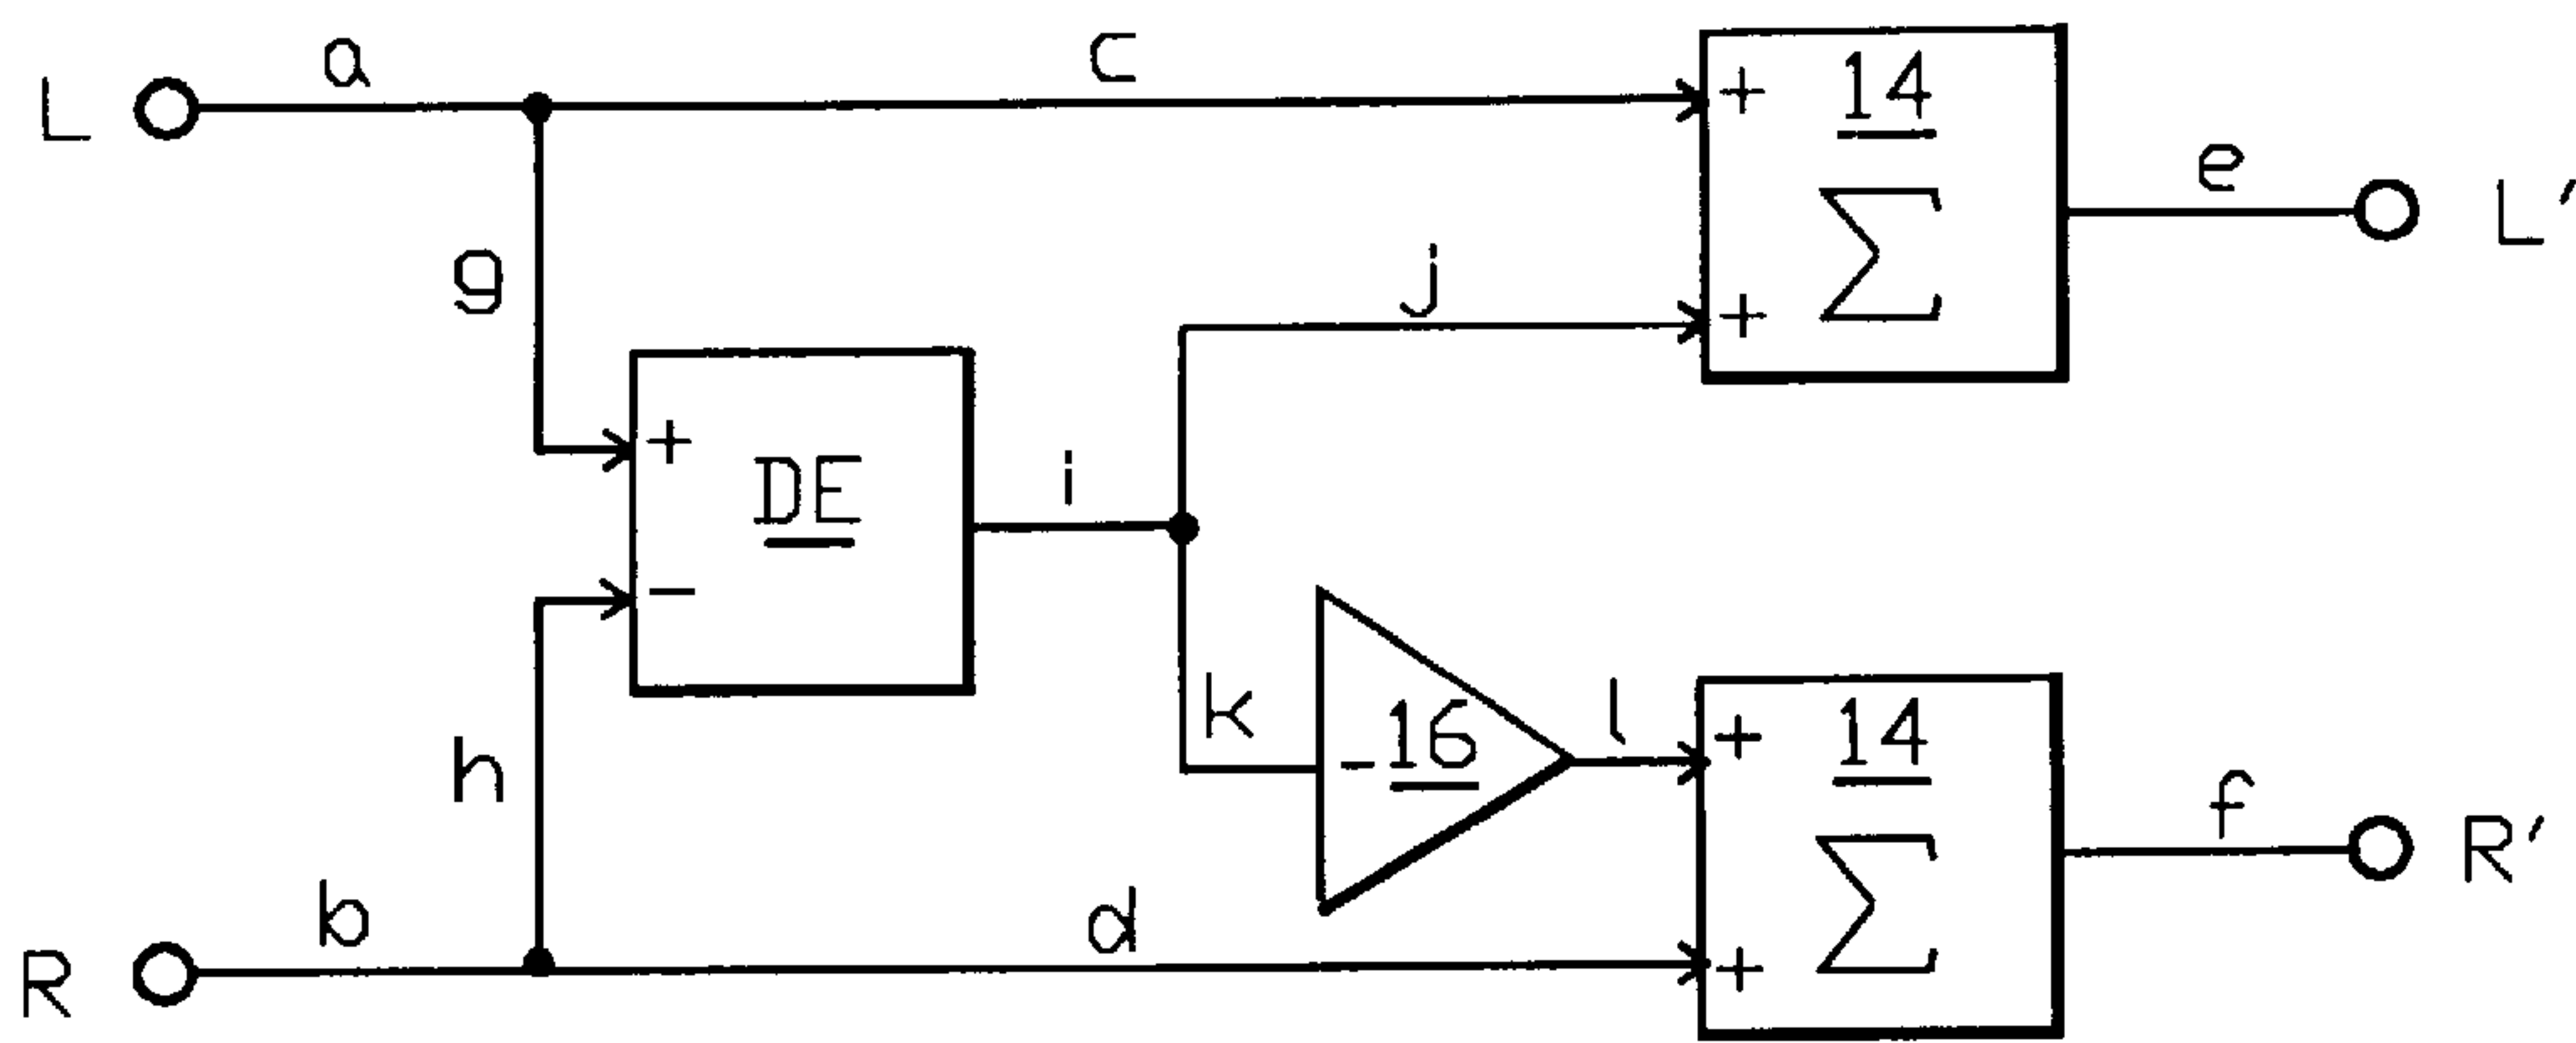 L a c + 14
Σ
e L'
g j +
+ DE i
-
h k - 16 l + 14
Σ
f R'
R b d +